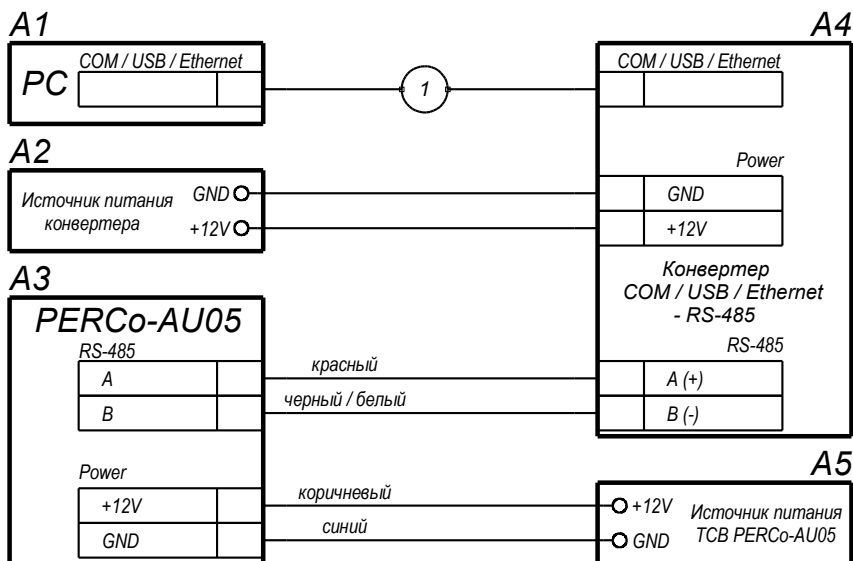 A1
A4
COM / USB / Ethernet
COM / USB / Ethernet
PC
1
A2
Power
Источник питания
конвертера
GND
+12V
GND
+12V
A3
Конвертер
COM / USB / Ethernet
- RS-485
PERCo-AU05
RS-485
RS-485
A
красный
A (+)
B
черный / белый
B (-)
A5
Power
+12V
коричневый
+12V
Источник питания
ТСВ PERCo-AU05
GND
синий
GND